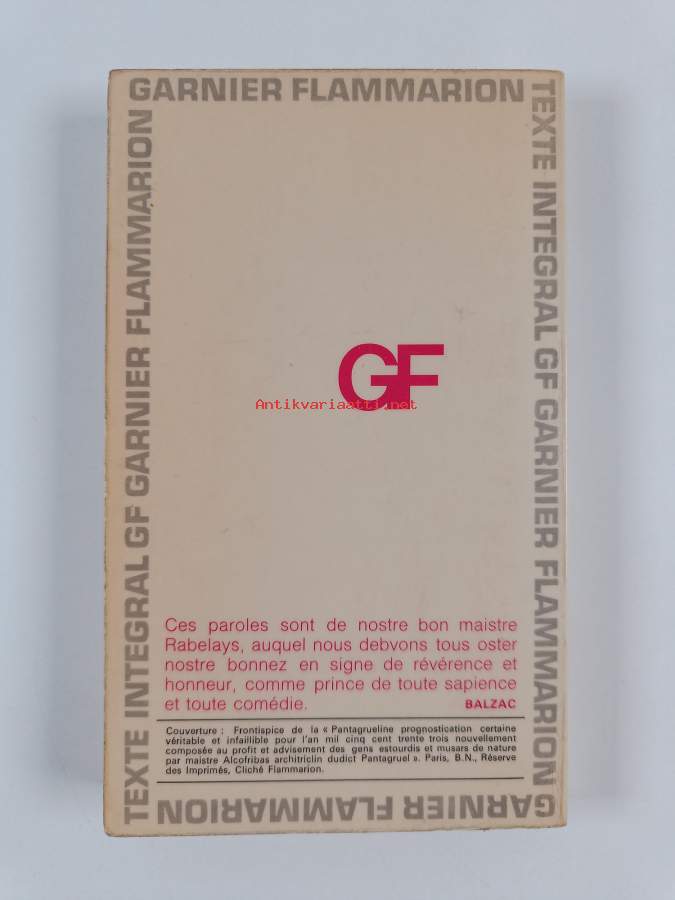 GARNIER FLAMMARION
TEXTE INTEGRAL GF GARNIER FLAMMARION
TEXTE INTEGRAL GF GARNIER FLAMMARION
GF
Antikvariaatti.net
Ces paroles sont de nostre bon maistre
Rabelays, auquel nous debvons tous oster
nostre bonnez en signe de révérence et
honneur, comme prince de toute sapience
et toute comédie. BALZAC
Couverture : Frontispice de la « Pantagrueline prognostication certaine
véritable et infaillible pour l'an mil cinq cent trente trois nouvellement
composée au profit et advisement des gens estourdis et musars de nature
par maistre Alcofribas architriclin dudict Pantagruel ». Paris, B.N., Réserve
des Imprimés, Cliché Flammarion.
GARNIER FLAMMARION